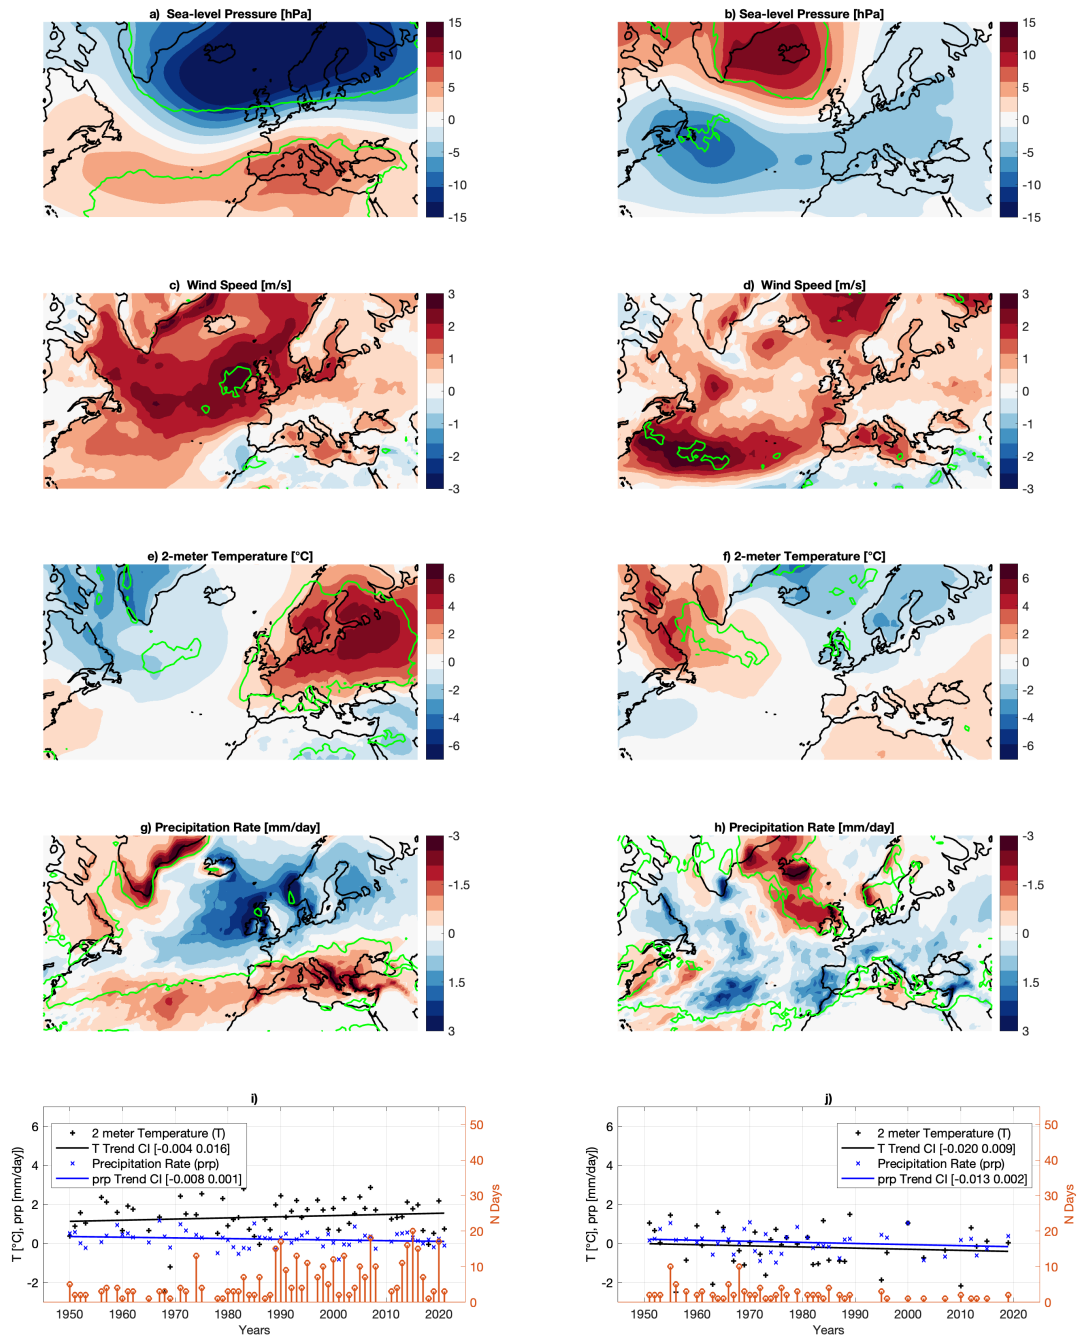 a) Sea-level Pressure [hPa]
15
10
5
0
-5
-10
-15
b) Sea-level Pressure [hPa]
15
10
5
0
-5
-10
-15
c) Wind Speed [m/s]
3
2
1
0
-1
-2
-3
d) Wind Speed [m/s]
3
2
1
0
-1
-2
-3
e) 2-meter Temperature [°C]
6
4
2
0
-2
-4
-6
f) 2-meter Temperature [°C]
6
4
2
0
-2
-4
-6
g) Precipitation Rate [mm/day]
-3
-1.5
0
1.5
3
h) Precipitation Rate [mm/day]
-3
-1.5
0
1.5
3
i)
T [°C], prp [mm/day]
6
4
2
0
-2
2 meter Temperature (T)
T Trend CI [-0.004 0.016]
Precipitation Rate (prp)
prp Trend CI [-0.008 0.001]
50
40
30
20
10
0
N Days
1950 1960 1970 1980 1990 2000 2010 2020
Years
j)
T [°C], prp [mm/day]
6
4
2
0
-2
2 meter Temperature (T)
T Trend CI [-0.020 0.009]
Precipitation Rate (prp)
prp Trend CI [-0.013 0.002]
50
40
30
20
10
0
N Days
1950 1960 1970 1980 1990 2000 2010 2020
Years